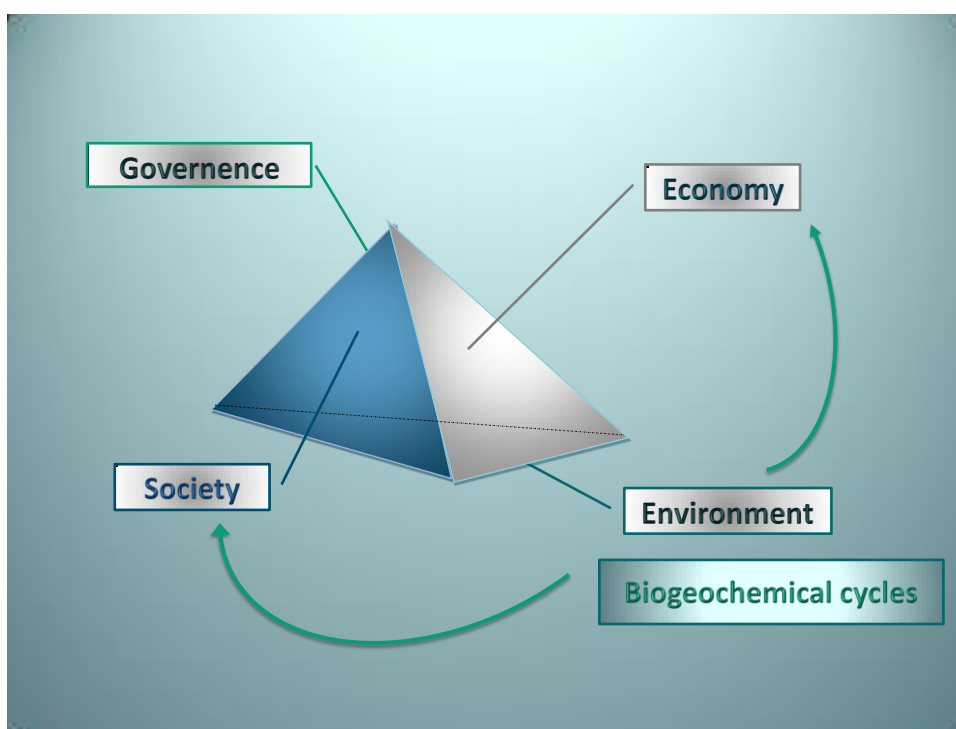 Governence
Economy
Society
Environment
Biogeochemical cycles